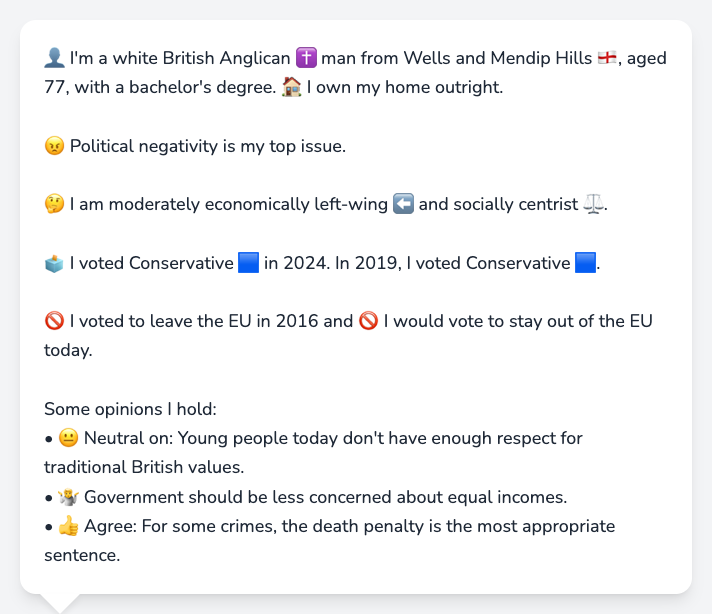 👤 I'm a white British Anglican ✝️ man from Wells and Mendip Hills 🏴󠁧󠁢󠁥󠁮󠁧󠁿, aged
77, with a bachelor's degree. 🏠 I own my home outright.
😠 Political negativity is my top issue.
🤔 I am moderately economically left-wing ⬅️ and socially centrist ⚖️.
🗳️ I voted Conservative 🟦 in 2024. In 2019, I voted Conservative 🟦.
🚫 I voted to leave the EU in 2016 and 🚫 I would vote to stay out of the EU
today.
Some opinions I hold:
• 😐 Neutral on: Young people today don't have enough respect for
traditional British values.
• 🤷 Government should be less concerned about equal incomes.
• 👍 Agree: For some crimes, the death penalty is the most appropriate
sentence.